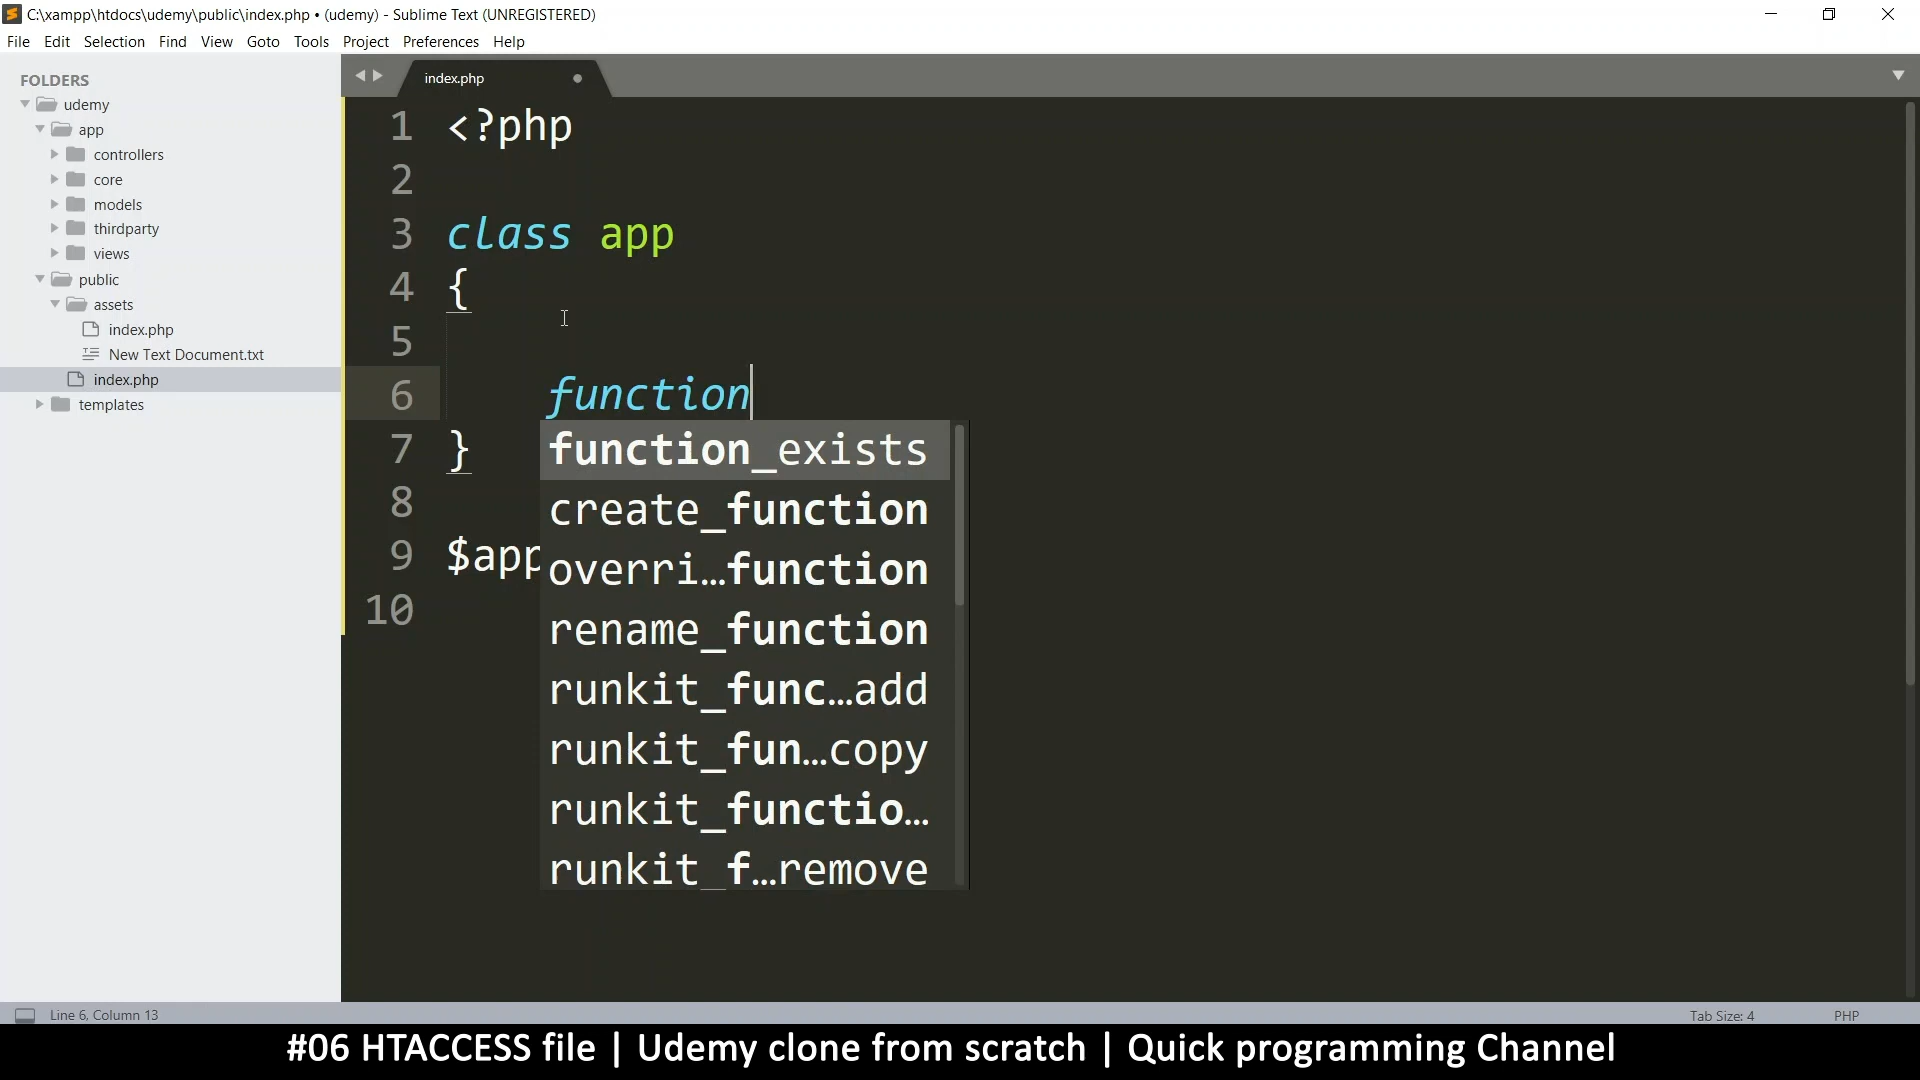 C:\xampp\htdocs\udemy\public\index.php • (udemy) - Sublime Text (UNREGISTERED)
File Edit Selection Find View Goto Tools Project Preferences Help
FOLDERS
udemy
app
controllers
core
models
thirdparty
views
public
assets
index.php
New Text Document.txt
index.php
templates
index.php
1 <?php
2
3 class app
4 {
5
6 function
7 }
8
9 $app
10
function_exists
create_function
overri…function
rename_function
runkit_func…add
runkit_fun…copy
runkit_functio…
runkit_f…remove
Line 6, Column 13
Tab Size: 4
PHP
#06 HTACCESS file | Udemy clone from scratch | Quick programming Channel